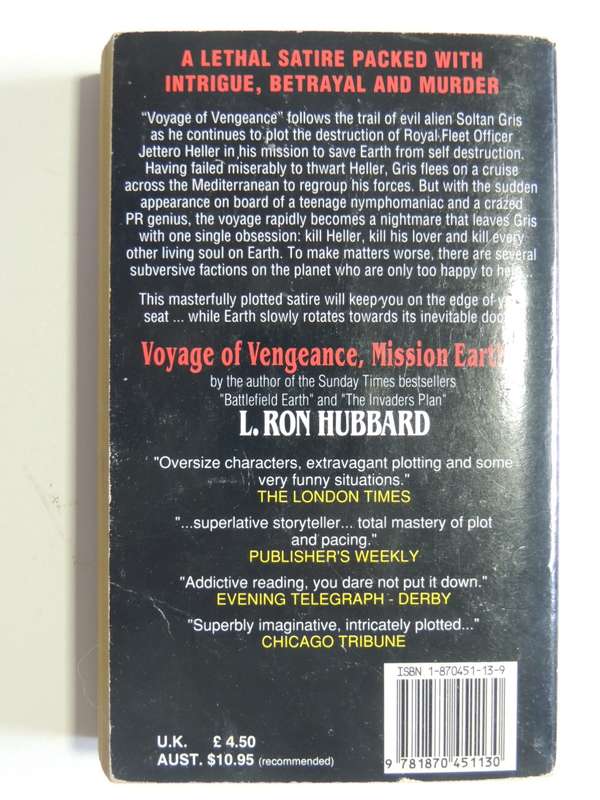 A LETHAL SATIRE PACKED WITH
INTRIGUE, BETRAYAL AND MURDER
"Voyage of Vengeance" follows the trail of evil alien Soltan Gris
as he continues to plot the destruction of Royal Fleet Officer
Jettero Heller in his mission to save Earth from self destruction.
Having failed miserably to thwart Heller, Gris flees on a cruise
across the Mediterranean to regroup his forces. But with the sudden
appearance on board of a teenage nymphomaniac and a crazed
PR genius, the voyage rapidly becomes a nightmare that leaves Gris
with one single obsession: kill Heller, kill his lover and kill every
other living soul on Earth. To make matters worse, there are several
subversive factions on the planet who are only too happy to
This masterfully plotted satire will keep you on the edge of
seat ... while Earth slowly rotates towards its inevitable
Voyage of Vengeance, Mission Earth
by the author of the Sunday Times bestsellers
"Battlefield Earth" and "The Invaders Plan"
L. RON HUBBARD
"Oversize characters, extravagant plotting and some
very funny situations."
THE LONDON TIMES
"...superlative storyteller... total mastery of plot
and pacing."
PUBLISHER'S WEEKLY
"Addictive reading, you dare not put it down."
EVENING TELEGRAPH - DERBY
"Superbly imaginative, intricately plotted..."
CHICAGO TRIBUNE
ISBN 1-870451-13-9
9 781870 451130
U.K. £ 4.50
AUST. $10.95 (recommended)